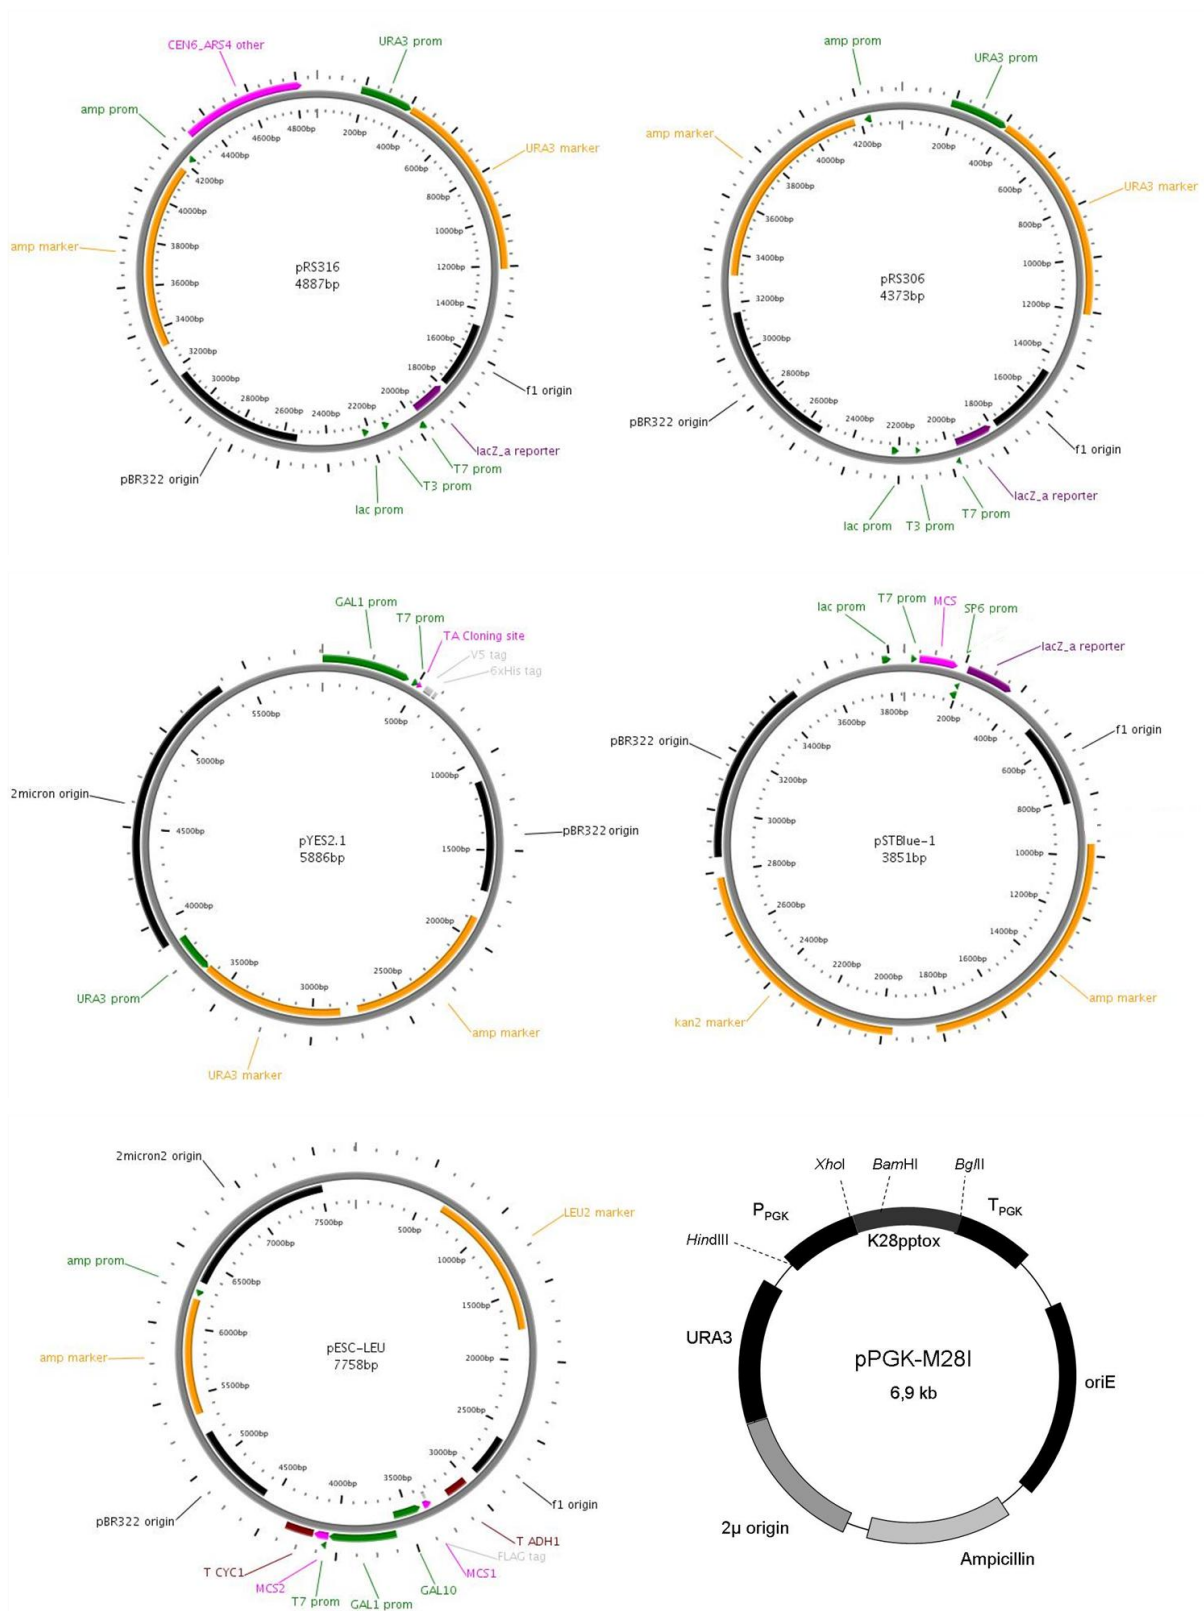 CEN6_ARS4 other
URA3 prom
amp prom
URA3 marker
amp marker
pRS316
4887bp
f1 origin
lacZ_a reporter
T7 prom
T3 prom
lac prom
pBR322 origin
200bp
400bp
600bp
800bp
1000bp
1200bp
1400bp
1600bp
1800bp
2000bp
2200bp
2400bp
2600bp
2800bp
3000bp
3200bp
3400bp
3600bp
3800bp
4000bp
4200bp
4400bp
4600bp
4800bp
amp prom
URA3 prom
amp marker
URA3 marker
pRS306
4373bp
pBR322 origin
f1 origin
lacZ_a reporter
T7 prom
T3 prom
lac prom
200bp
400bp
600bp
800bp
1000bp
1200bp
1400bp
1600bp
1800bp
2000bp
2200bp
2400bp
2600bp
2800bp
3000bp
3200bp
3400bp
3600bp
3800bp
4000bp
4200bp
GAL1 prom
T7 prom
TA Cloning site
V5 tag
6xHis tag
2micron origin
pBR322 origin
pYES2.1
5886bp
URA3 prom
amp marker
URA3 marker
500bp
1000bp
1500bp
2000bp
2500bp
3000bp
3500bp
4000bp
4500bp
5000bp
5500bp
lac prom
T7 prom
MCS
SP6 prom
lacZ_a reporter
pBR322 origin
f1 origin
pSTBlue-1
3851bp
kan2 marker
amp marker
200bp
400bp
600bp
800bp
1000bp
1200bp
1400bp
1600bp
1800bp
2000bp
2200bp
2400bp
2600bp
2800bp
3000bp
3200bp
3400bp
3600bp
3800bp
2micron2 origin
LEU2 marker
amp prom
amp marker
pESC-LEU
7758bp
pBR322 origin
f1 origin
T ADH1
FLAG tag
MCS1
GAL10
GAL1 prom
T7 prom
MCS2
T CYC1
500bp
1000bp
1500bp
2000bp
2500bp
3000bp
3500bp
4000bp
4500bp
5000bp
5500bp
6000bp
6500bp
7000bp
7500bp
XhoI
BamHI
BglII
PPGK
TPGK
HindIII
K28pptox
URA3
pPGK-M28I
6,9 kb
oriE
2µ origin
Ampicillin